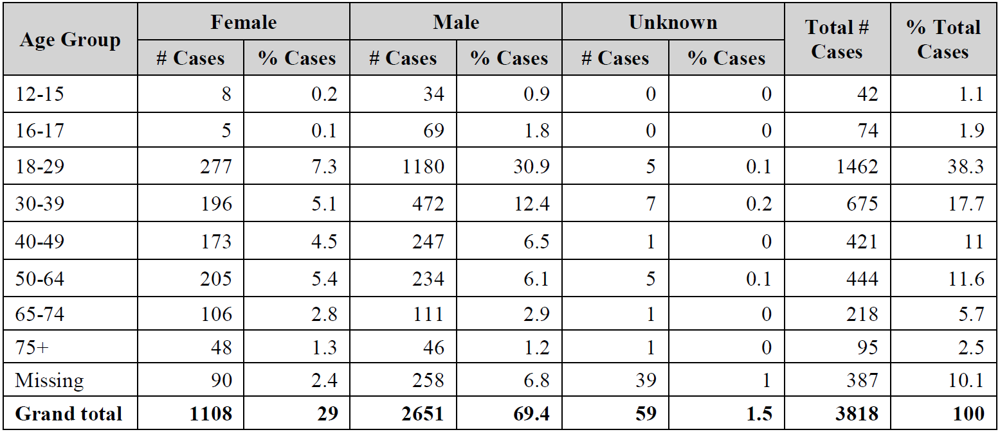 Age Group Female Male Unknown Total # Cases % Total Cases
# Cases % Cases # Cases % Cases # Cases % Cases
12-15 8 0.2 34 0.9 0 0 42 1.1
16-17 5 0.1 69 1.8 0 0 74 1.9
18-29 277 7.3 1180 30.9 5 0.1 1462 38.3
30-39 196 5.1 472 12.4 7 0.2 675 17.7
40-49 173 4.5 247 6.5 1 0 421 11
50-64 205 5.4 234 6.1 5 0.1 444 11.6
65-74 106 2.8 111 2.9 1 0 218 5.7
75+ 48 1.3 46 1.2 1 0 95 2.5
Missing 90 2.4 258 6.8 39 1 387 10.1
Grand total 1108 29 2651 69.4 59 1.5 3818 100